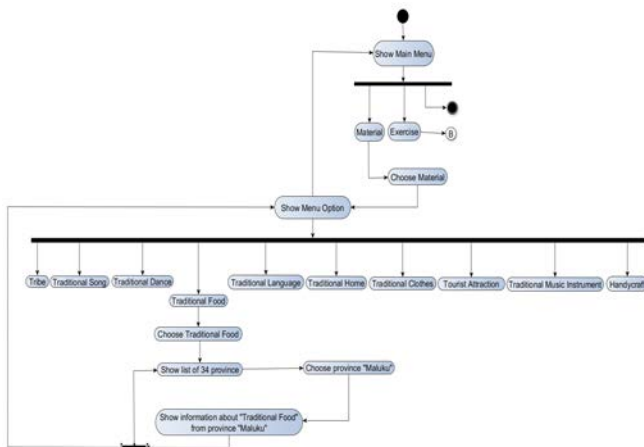 Show Main Menu
Material
Exercise
B
Choose Material
Show Menu Option
Tribe
Traditional Song
Traditional Dance
Traditional Food
Traditional Language
Traditional Home
Traditional Clothes
Tourist Attraction
Traditional Music Instrument
Handycraft
Choose Traditional Food
Show list of 34 province
Choose province "Maluku"
Show information about "Traditional Food"
from province "Maluku"